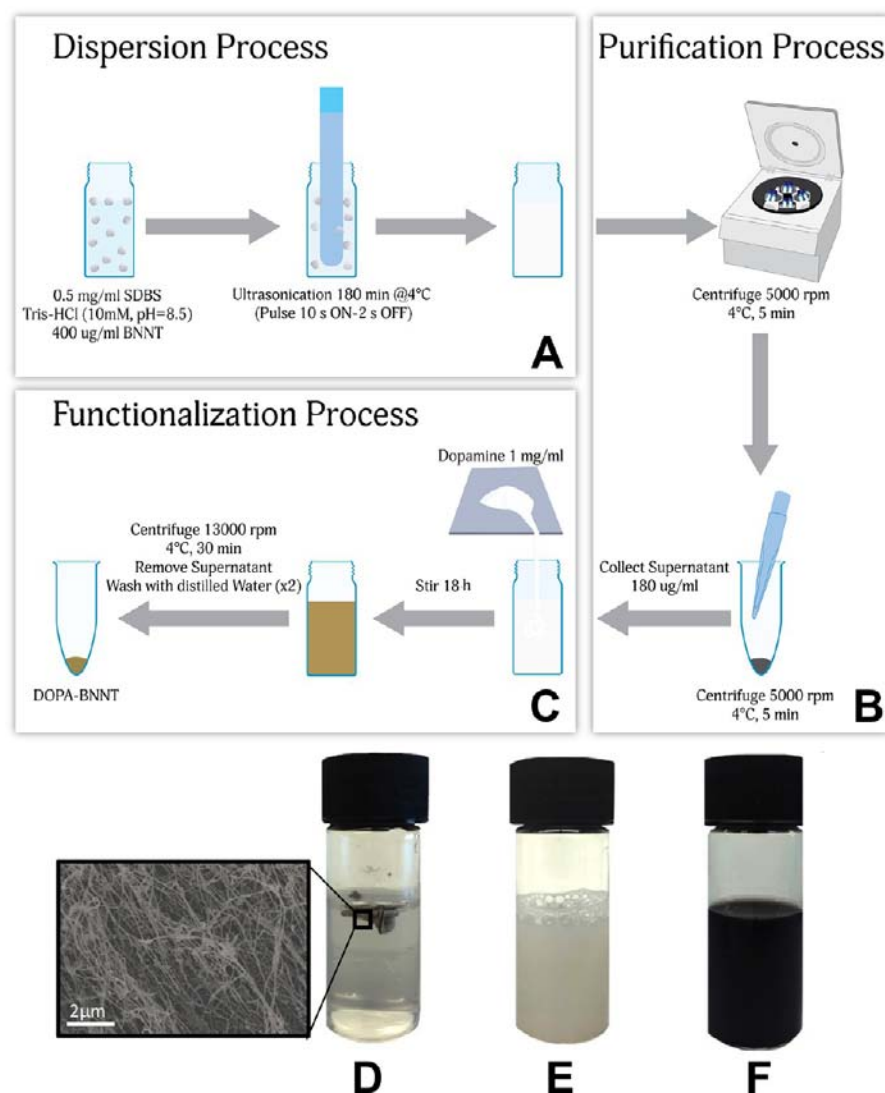 Dispersion Process
0.5 mg/ml SDBS
Tris-HCl (10mM, pH=8.5)
400 ug/ml BNNT
Ultrasonication 180 min @4°C
(Pulse 10 s ON-2 s OFF)
A
Purification Process
Centrifuge 5000 rpm
4°C, 5 min
Collect Supernatant
180 ug/ml
Centrifuge 5000 rpm
4°C, 5 min
B
Functionalization Process
Dopamine 1 mg/ml
Stir 18 h
Centrifuge 13000 rpm
4°C, 30 min
Remove Supernatant
Wash with distilled Water (x2)
DOPA-BNNT
C
2μm
D
E
F